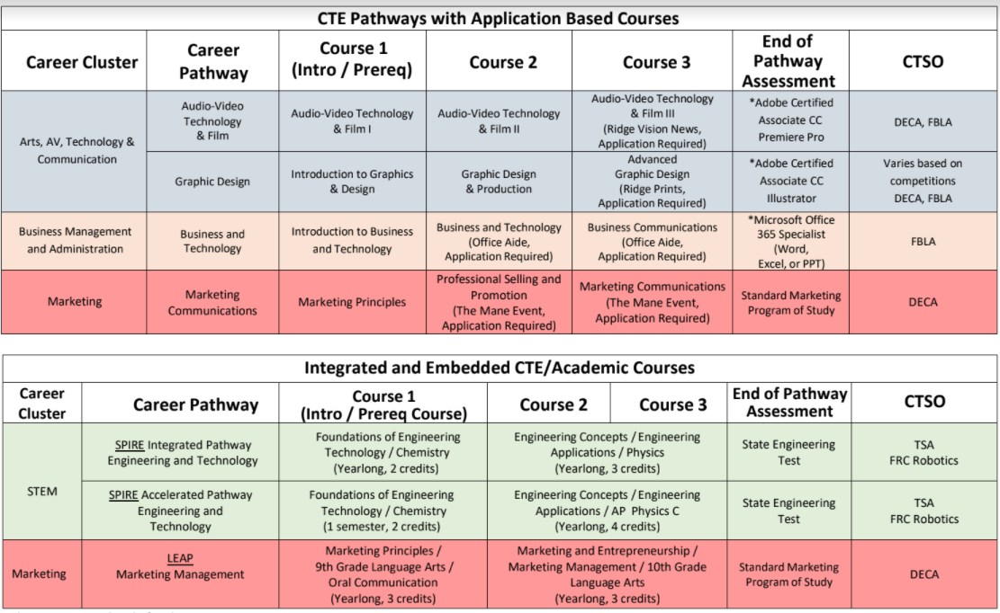 CTE Pathways with Application Based Courses
Career Cluster
Career
Pathway
Course 1
(Intro / Prereq)
Course 2
Course 3
End of
Pathway
Assessment
CTSO
Arts, AV, Technology &
Communication
Audio-Video
Technology
& Film
Audio-Video Technology
& Film I
Audio-Video Technology
& Film II
Audio-Video Technology
& Film III
(Ridge Vision News,
Application Required)
*Adobe Certified
Associate CC
Premiere Pro
DECA, FBLA
Graphic Design
Introduction to Graphics
& Design
Graphic Design
& Production
Advanced
Graphic Design
(Ridge Prints,
Application Required)
*Adobe Certified
Associate CC
Illustrator
Varies based on
competitions
DECA, FBLA
Business Management
and Administration
Business and
Technology
Introduction to Business
and Technology
Business and Technology
(Office Aide,
Application Required)
Business Communications
(Office Aide,
Application Required)
*Microsoft Office
365 Specialist
(Word,
Excel, or PPT)
FBLA
Marketing
Marketing
Communications
Marketing Principles
Professional Selling and
Promotion
(The Mane Event,
Application Required)
Marketing Communications
(The Mane Event,
Application Required)
Standard Marketing
Program of Study
DECA
Integrated and Embedded CTE/Academic Courses
Career
Cluster
Career Pathway
Course 1
(Intro / Prereq Course)
Course 2
Course 3
End of Pathway
Assessment
CTSO
STEM
SPIRE Integrated Pathway
Engineering and Technology
Foundations of Engineering
Technology / Chemistry
(Yearlong, 2 credits)
Engineering Concepts / Engineering
Applications / Physics
(Yearlong, 3 credits)
State Engineering
Test
TSA
FRC Robotics
SPIRE Accelerated Pathway
Engineering and
Technology
Foundations of Engineering
Technology / Chemistry
(1 semester, 2 credits)
Engineering Concepts / Engineering
Applications / AP Physics C
(Yearlong, 4 credits)
State Engineering
Test
TSA
FRC Robotics
Marketing
LEAP
Marketing Management
Marketing Principles /
9th Grade Language Arts /
Oral Communication
(Yearlong, 3 credits)
Marketing and Entrepreneurship /
Marketing Management / 10th Grade
Language Arts
(Yearlong, 3 credits)
Standard Marketing
Program of Study
DECA